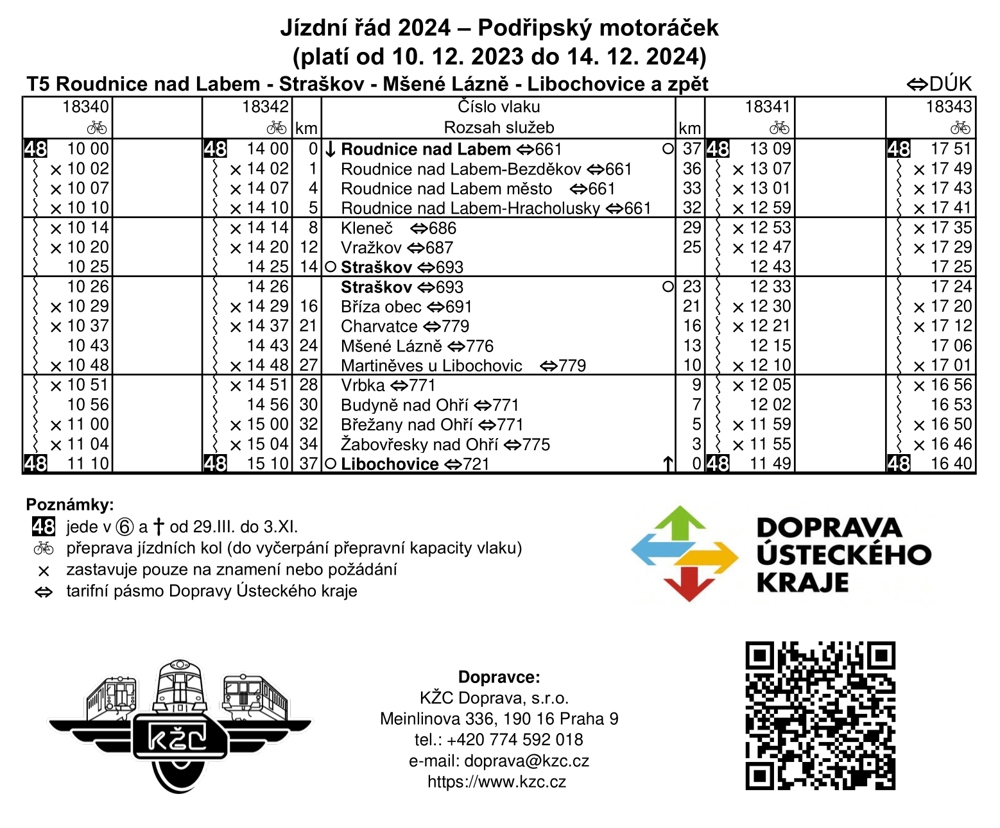 Jízdní řád 2024 – Podřipský motoráček
(platí od 10. 12. 2023 do 14. 12. 2024)
T5 Roudnice nad Labem - Straškov - Mšené Lázně - Libochovice a zpět ⇔DÚK
18340 18342 Číslo vlaku 18341 18343
km Rozsah služeb km
48 10 00 48 14 00 0 ↓ Roudnice nad Labem ⇔661 O 37 48 13 09 48 17 51
× 10 02 × 14 02 1 Roudnice nad Labem-Bezděkov ⇔661 36 × 13 07 × 17 49
× 10 07 × 14 07 4 Roudnice nad Labem město ⇔661 33 × 13 01 × 17 43
× 10 10 × 14 10 5 Roudnice nad Labem-Hracholusky ⇔661 32 × 12 59 × 17 41
× 10 14 × 14 14 8 Kleneč ⇔686 29 × 12 53 × 17 35
× 10 20 × 14 20 12 Vražkov ⇔687 25 × 12 47 × 17 29
10 25 14 25 14 O Straškov ⇔693 12 43 17 25
10 26 14 26 Straškov ⇔693 O 23 12 33 17 24
× 10 29 × 14 29 16 Bříza obec ⇔691 21 × 12 30 × 17 20
× 10 37 × 14 37 21 Charvatce ⇔779 16 × 12 21 × 17 12
10 43 14 43 24 Mšené Lázně ⇔776 13 12 15 17 06
× 10 48 × 14 48 27 Martiněves u Libochovic ⇔779 10 × 12 10 × 17 01
× 10 51 × 14 51 28 Vrbka ⇔771 9 × 12 05 × 16 56
10 56 14 56 30 Budyně nad Ohří ⇔771 7 12 02 16 53
× 11 00 × 15 00 32 Břežany nad Ohří ⇔771 5 × 11 59 × 16 50
× 11 04 × 15 04 34 Žabovřesky nad Ohří ⇔775 3 × 11 55 × 16 46
48 11 10 48 15 10 37 O Libochovice ⇔721 ↑ 0 48 11 49 48 16 40
Poznámky:
48 jede v ⑥ a † od 29.III. do 3.XI.
přeprava jízdních kol (do vyčerpání přepravní kapacity vlaku)
× zastavuje pouze na znamení nebo požádání
⇔ tarifní pásmo Dopravy Ústeckého kraje
DOPRAVA
ÚSTECKÉHO
KRAJE
KŽC
Dopravce:
KŽC Doprava, s.r.o.
Meinlinova 336, 190 16 Praha 9
tel.: +420 774 592 018
e-mail: doprava@kzc.cz
https://www.kzc.cz